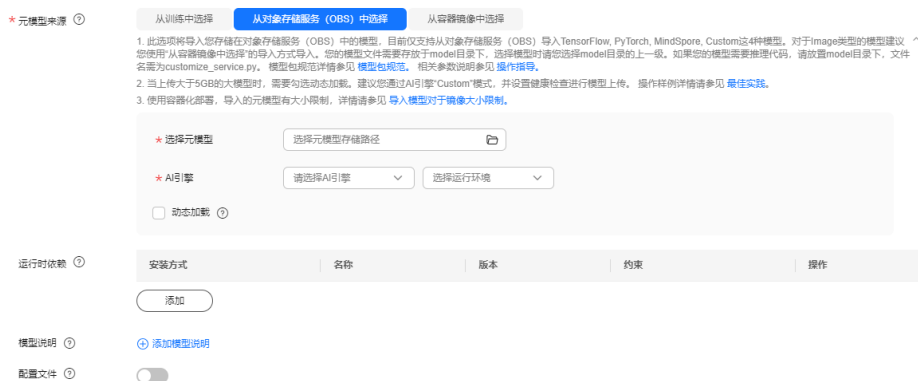 * 元模型来源 ?
从训练中选择 从对象存储服务（OBS）中选择 从容器镜像中选择
1. 此选项将导入您存储在对象存储服务（OBS）中的模型，目前仅支持从对象存储服务（OBS）导入TensorFlow, PyTorch, MindSpore, Custom这4种模型。对于Image类型的模型建议
您使用“从容器镜像中选择”的导入方式导入。您的模型文件需要存放于model目录下，选择模型时请您选择model目录的上一级。如果您的模型需要推理代码，请放置model目录下，文件
名需为customize_service.py。 模型包规范详情参见 模型包规范。 相关参数说明参见 操作指导。
2. 当上传大于5GB的大模型时，需要勾选动态加载。建议您通过AI引擎“Custom”模式，并设置健康检查进行模型上传。 操作样例详情请参见 最佳实践。
3. 使用容器化部署，导入的元模型有大小限制，详情请参见 导入模型对于镜像大小限制。
* 选择元模型 选择元模型存储路径
* AI引擎 请选择AI引擎 选择运行环境
动态加载 ?
运行时依赖 ? 安装方式 名称 版本 约束 操作
添加
模型说明 ? 添加模型说明
配置文件 ?